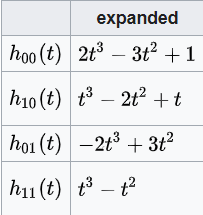 expanded
h₀₀(t) 2t³ − 3t² + 1
h₁₀(t) t³ − 2t² + t
h₀₁(t) −2t³ + 3t²
h₁₁(t) t³ − t²